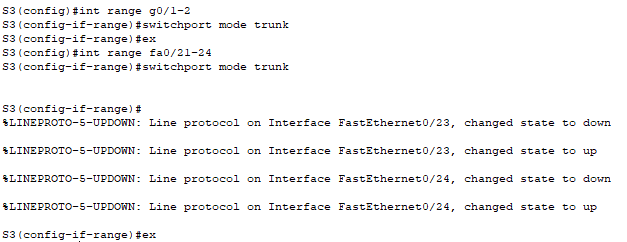 S3(config)#int range g0/1-2
S3(config-if-range)#switchport mode trunk
S3(config-if-range)#ex
S3(config)#int range fa0/21-24
S3(config-if-range)#switchport mode trunk
S3(config-if-range)#
%LINEPROTO-5-UPDOWN: Line protocol on Interface FastEthernet0/23, changed state to down
%LINEPROTO-5-UPDOWN: Line protocol on Interface FastEthernet0/23, changed state to up
%LINEPROTO-5-UPDOWN: Line protocol on Interface FastEthernet0/24, changed state to down
%LINEPROTO-5-UPDOWN: Line protocol on Interface FastEthernet0/24, changed state to up
S3(config-if-range)#ex